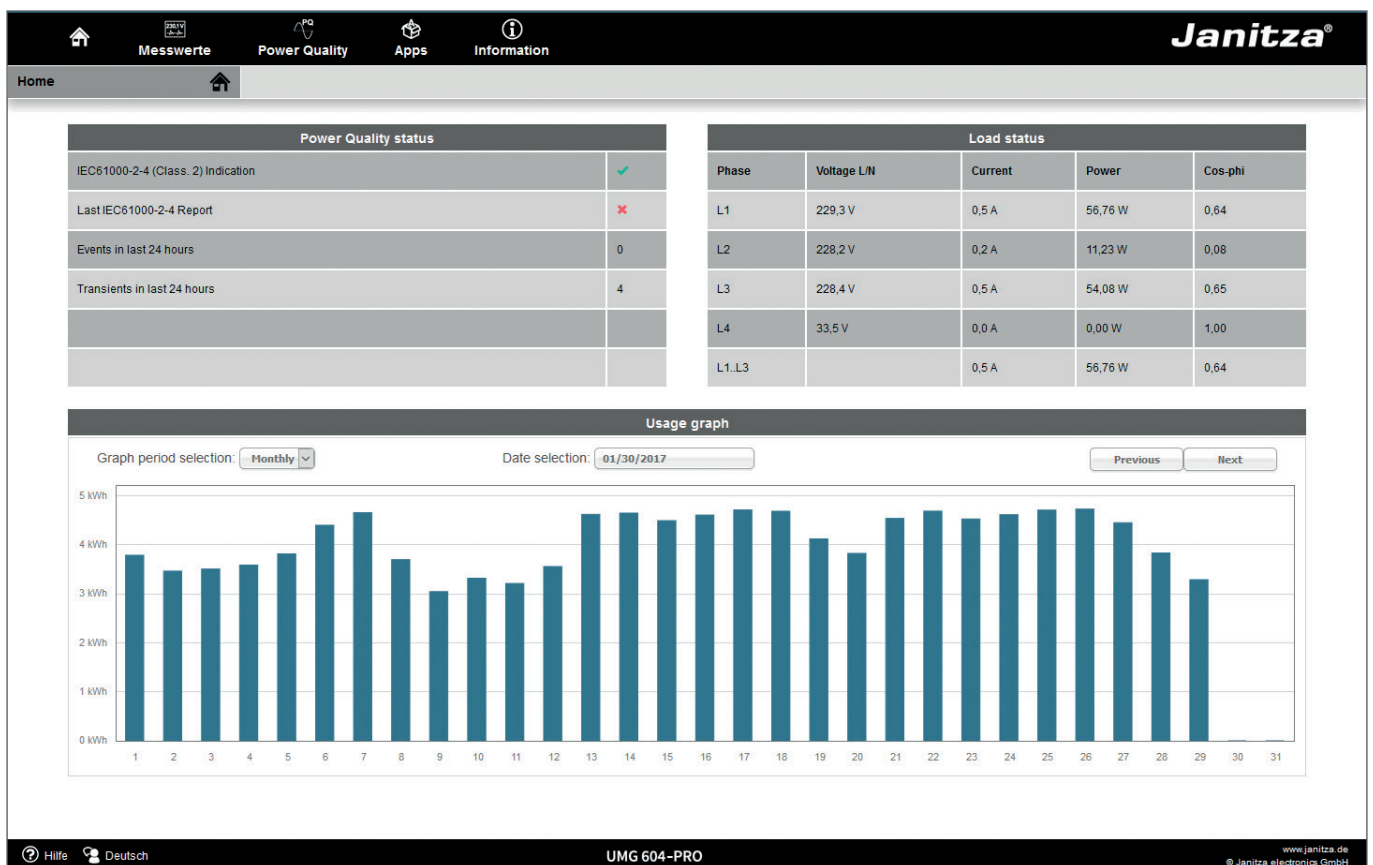 230,1 V
PQ
Messwerte Power Quality Apps Information
Janitza®
Home
Power Quality status
IEC61000-2-4 (Class. 2) Indication
Last IEC61000-2-4 Report
Events in last 24 hours 0
Transients in last 24 hours 4
Load status
Phase Voltage L/N Current Power Cos-phi
L1 229,3 V 0,5 A 56,76 W 0,64
L2 228,2 V 0,2 A 11,23 W 0,08
L3 228,4 V 0,5 A 54,08 W 0,65
L4 33,5 V 0,0 A 0,00 W 1,00
L1..L3 0,5 A 56,76 W 0,64
Usage graph
Graph period selection: Monthly Date selection: 01/30/2017 Previous Next
5 kWh
4 kWh
3 kWh
2 kWh
1 kWh
0 kWh
1 2 3 4 5 6 7 8 9 10 11 12 13 14 15 16 17 18 19 20 21 22 23 24 25 26 27 28 29 30 31
Hilfe Deutsch UMG 604-PRO www.janitza.de
© Janitza electronics GmbH